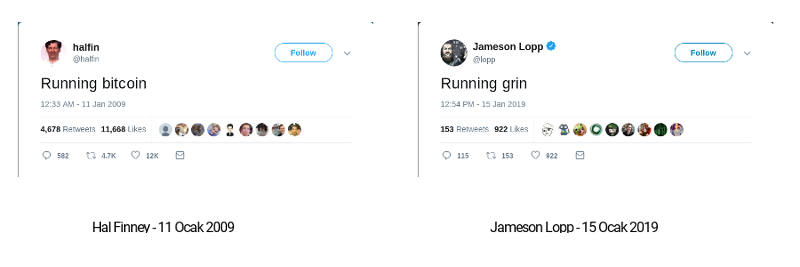 halfin
@halfin
Follow
Running bitcoin
12:33 AM - 11 Jan 2009
4,678 Retweets 11,668 Likes
582 4.7K 12K
Hal Finney - 11 Ocak 2009
Jameson Lopp
@lopp
Follow
Running grin
12:54 PM - 15 Jan 2019
153 Retweets 922 Likes
115 153 922
Jameson Lopp - 15 Ocak 2019